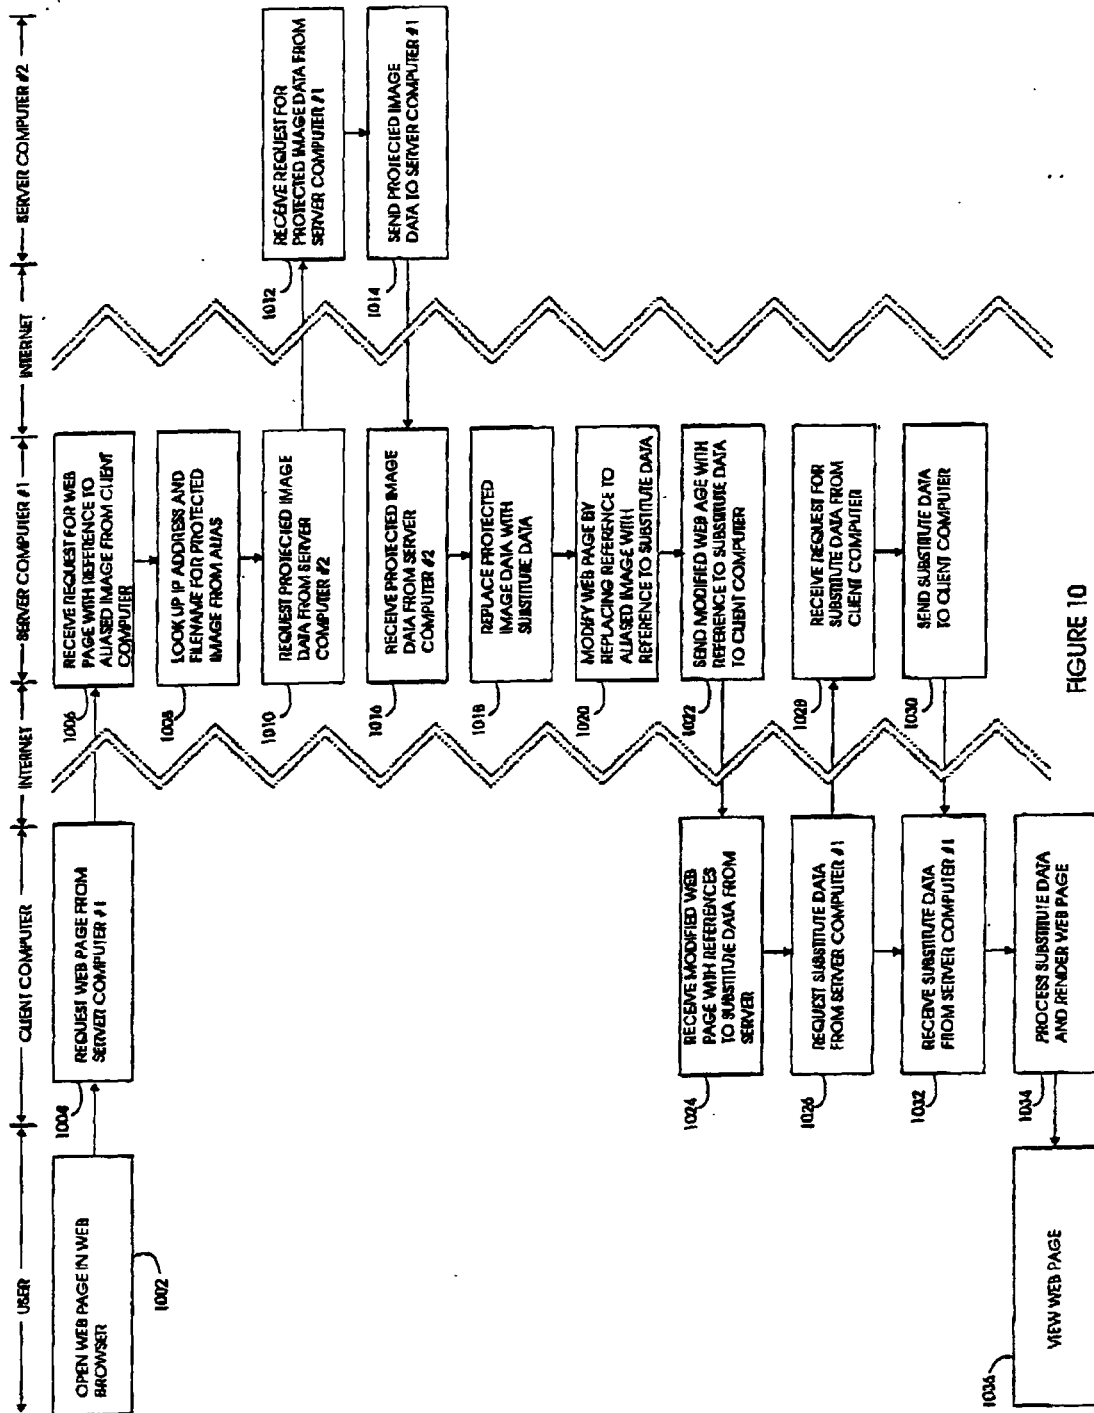 USER
CLIENT COMPUTER
INTERNET
SERVER COMPUTER #1
INTERNET
SERVER COMPUTER #2
OPEN WEB PAGE IN WEB
BROWSER
1002
REQUEST WEB PAGE FROM
SERVER COMPUTER #1
1004
RECEIVE REQUEST FOR WEB
PAGE WITH REFERENCE TO
ALIASED IMAGE FROM CLIENT
COMPUTER
1006
LOOK UP IP ADDRESS AND
FILENAME FOR PROTECTED
IMAGE FROM ALIAS
1008
REQUEST PROTECTED IMAGE
DATA FROM SERVER
COMPUTER #2
1010
RECEIVE REQUEST FOR
PROTECTED IMAGE DATA FROM
SERVER COMPUTER #1
1012
SEND PROTECTED IMAGE
DATA TO SERVER COMPUTER #1
1014
RECEIVE PROTECTED IMAGE
DATA FROM SERVER
COMPUTER #2
1016
REPLACE PROTECTED
IMAGE DATA WITH
SUBSTITUTE DATA
1018
MODIFY WEB PAGE BY
REPLACING REFERENCE TO
ALIASED IMAGE WITH
REFERENCE TO SUBSTITUTE DATA
1020
SEND MODIFIED WEB AGE WITH
REFERENCE TO SUBSTITUTE DATA
TO CLIENT COMPUTER
1022
RECEIVE MODIFIED WEB
PAGE WITH REFERENCES
TO SUBSTITUTE DATA FROM
SERVER
1024
REQUEST SUBSTITUTE DATA
FROM SERVER COMPUTER #1
1026
RECEIVE REQUEST FOR
SUBSTITUTE DATA FROM
CLIENT COMPUTER
1028
SEND SUBSTITUTE DATA
TO CLIENT COMPUTER
1030
RECEIVE SUBSTITUTE DATA
FROM SERVER COMPUTER #1
1032
PROCESS SUBSTITUTE DATA
AND RENDER WEB PAGE
1034
VIEW WEB PAGE
1036
FIGURE 10